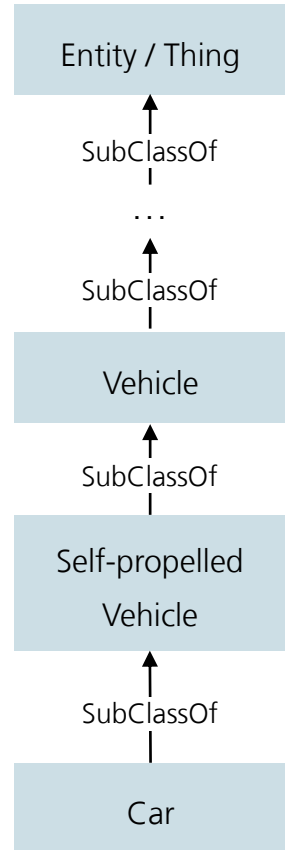 Entity / Thing
SubClassOf
...
SubClassOf
Vehicle
SubClassOf
Self-propelled
Vehicle
SubClassOf
Car